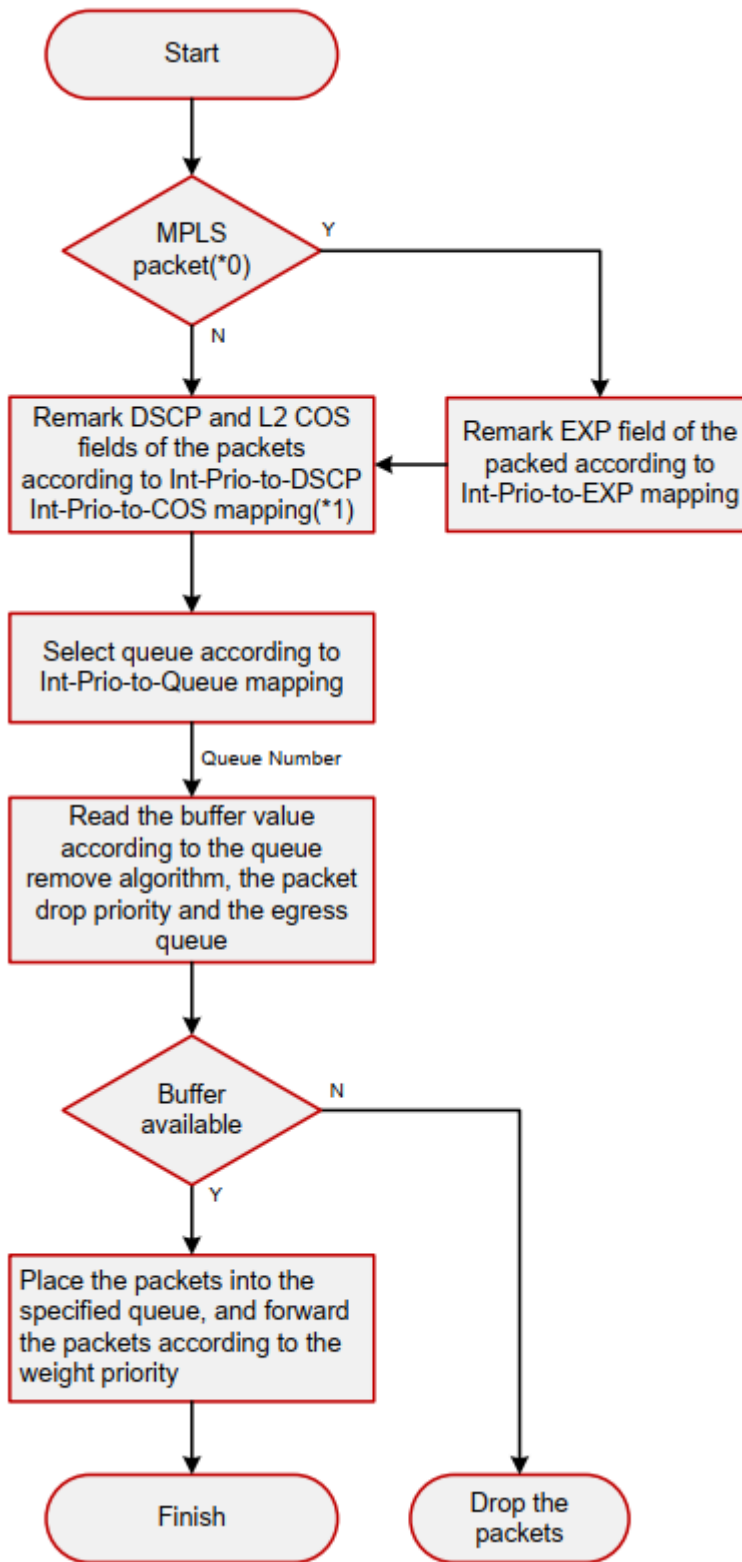 Start
MPLS
packet(*0)
Y
N
Remark DSCP and L2 COS
fields of the packets
according to Int-Prio-to-DSCP
Int-Prio-to-COS mapping(*1)
Remark EXP field of the
packed according to
Int-Prio-to-EXP mapping
Select queue according to
Int-Prio-to-Queue mapping
Queue Number
Read the buffer value
according to the queue
remove algorithm, the packet
drop priority and the egress
queue
Buffer
available
N
Y
Place the packets into the
specified queue, and forward
the packets according to the
weight priority
Finish
Drop the
packets